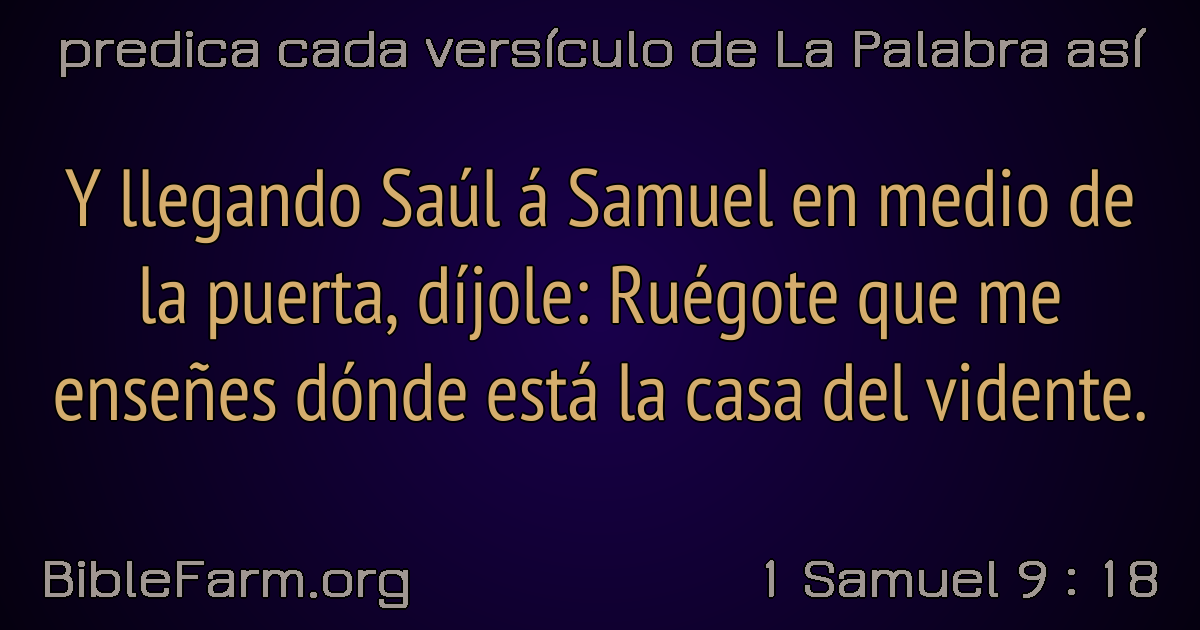 predica cada versículo de La Palabra así
Y llegando Saúl á Samuel en medio de
la puerta, díjole: Ruégote que me
enseñes dónde está la casa del vidente.
BibleFarm.org
1 Samuel 9 : 18